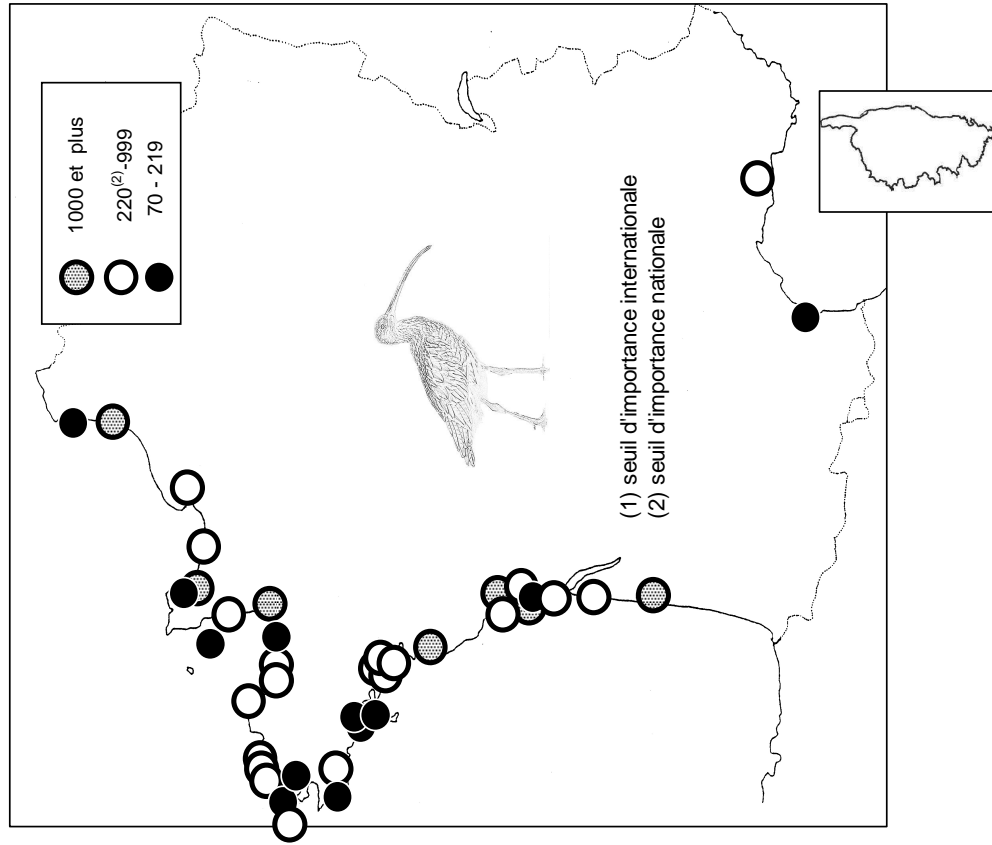 1000 et plus
220(2)-999
70 - 219
(1) seuil d'importance internationale
(2) seuil d'importance nationale